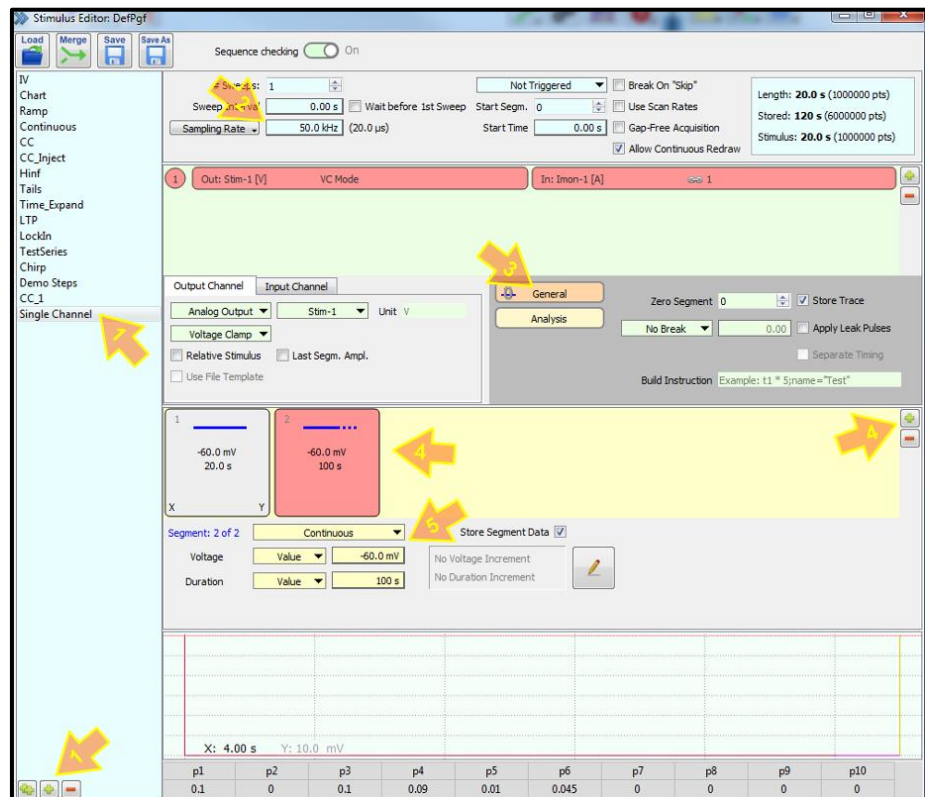 Stimulus Editor: DefPgf
Load Merge Save Save As
Sequence checking On
IV
Chart
Ramp
Continuous
CC
CC_Inject
Hinf
Tails
Time_Expand
LTP
LockIn
TestSeries
Chirp
Demo Steps
CC_1
Single Channel
1
# Sweeps: 1 Not Triggered Break On "Skip"
Sweep Interval 0.00 s Wait before 1st Sweep Start Segm. 0 Use Scan Rates
Sampling Rate 50.0 kHz (20.0 µs) Start Time 0.00 s Gap-Free Acquisition
Allow Continuous Redraw
2
Length: 20.0 s (1000000 pts)
Stored: 120 s (6000000 pts)
Stimulus: 20.0 s (1000000 pts)
1 Out: Stim-1 [V] VC Mode In: Imon-1 [A] 1
3
Output Channel Input Channel
Analog Output Stim-1 Unit V
Voltage Clamp
Relative Stimulus Last Segm. Ampl.
Use File Template
General
Analysis
Zero Segment 0 Store Trace
No Break 0.00 Apply Leak Pulses
Separate Timing
Build Instruction Example: t1 * 5;name="Test"
1 2
-60.0 mV -60.0 mV
20.0 s 100 s
X Y
4 4
Segment: 2 of 2 Continuous 5 Store Segment Data
Voltage Value -60.0 mV No Voltage Increment
Duration Value 100 s No Duration Increment
X: 4.00 s Y: 10.0 mV
1
p1 p2 p3 p4 p5 p6 p7 p8 p9 p10
0.1 0 0.1 0.09 0.01 0.045 0 0 0 0